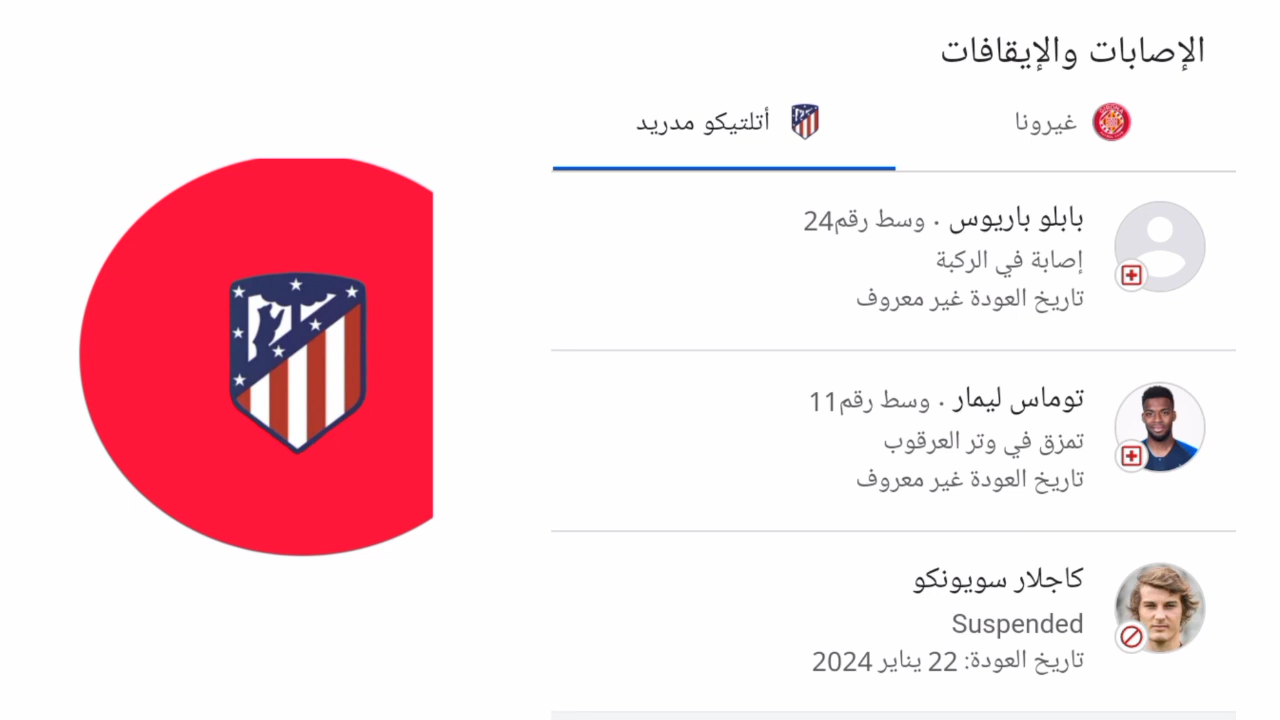 الإصابات والإيقافات
غيرونا
أتلتيكو مدريد
بابلو باريوس · وسط رقم24
إصابة في الركبة
تاريخ العودة غير معروف
توماس ليمار · وسط رقم11
تمزق في وتر العرقوب
تاريخ العودة غير معروف
كاجلار سويونكو
Suspended
تاريخ العودة: 22 يناير 2024